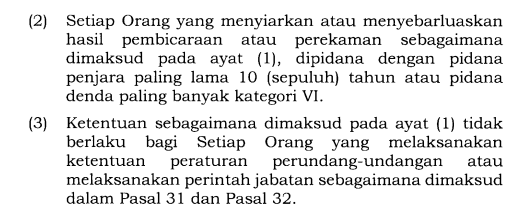 (2) Setiap Orang yang menyiarkan atau menyebarluaskan
hasil pembicaraan atau perekaman sebagaimana
dimaksud pada ayat (1), dipidana dengan pidana
penjara paling lama 10 (sepuluh) tahun atau pidana
denda paling banyak kategori VI.
(3) Ketentuan sebagaimana dimaksud pada ayat (1) tidak
berlaku bagi Setiap Orang yang melaksanakan
ketentuan peraturan perundang-undangan atau
melaksanakan perintah jabatan sebagaimana dimaksud
dalam Pasal 31 dan Pasal 32.